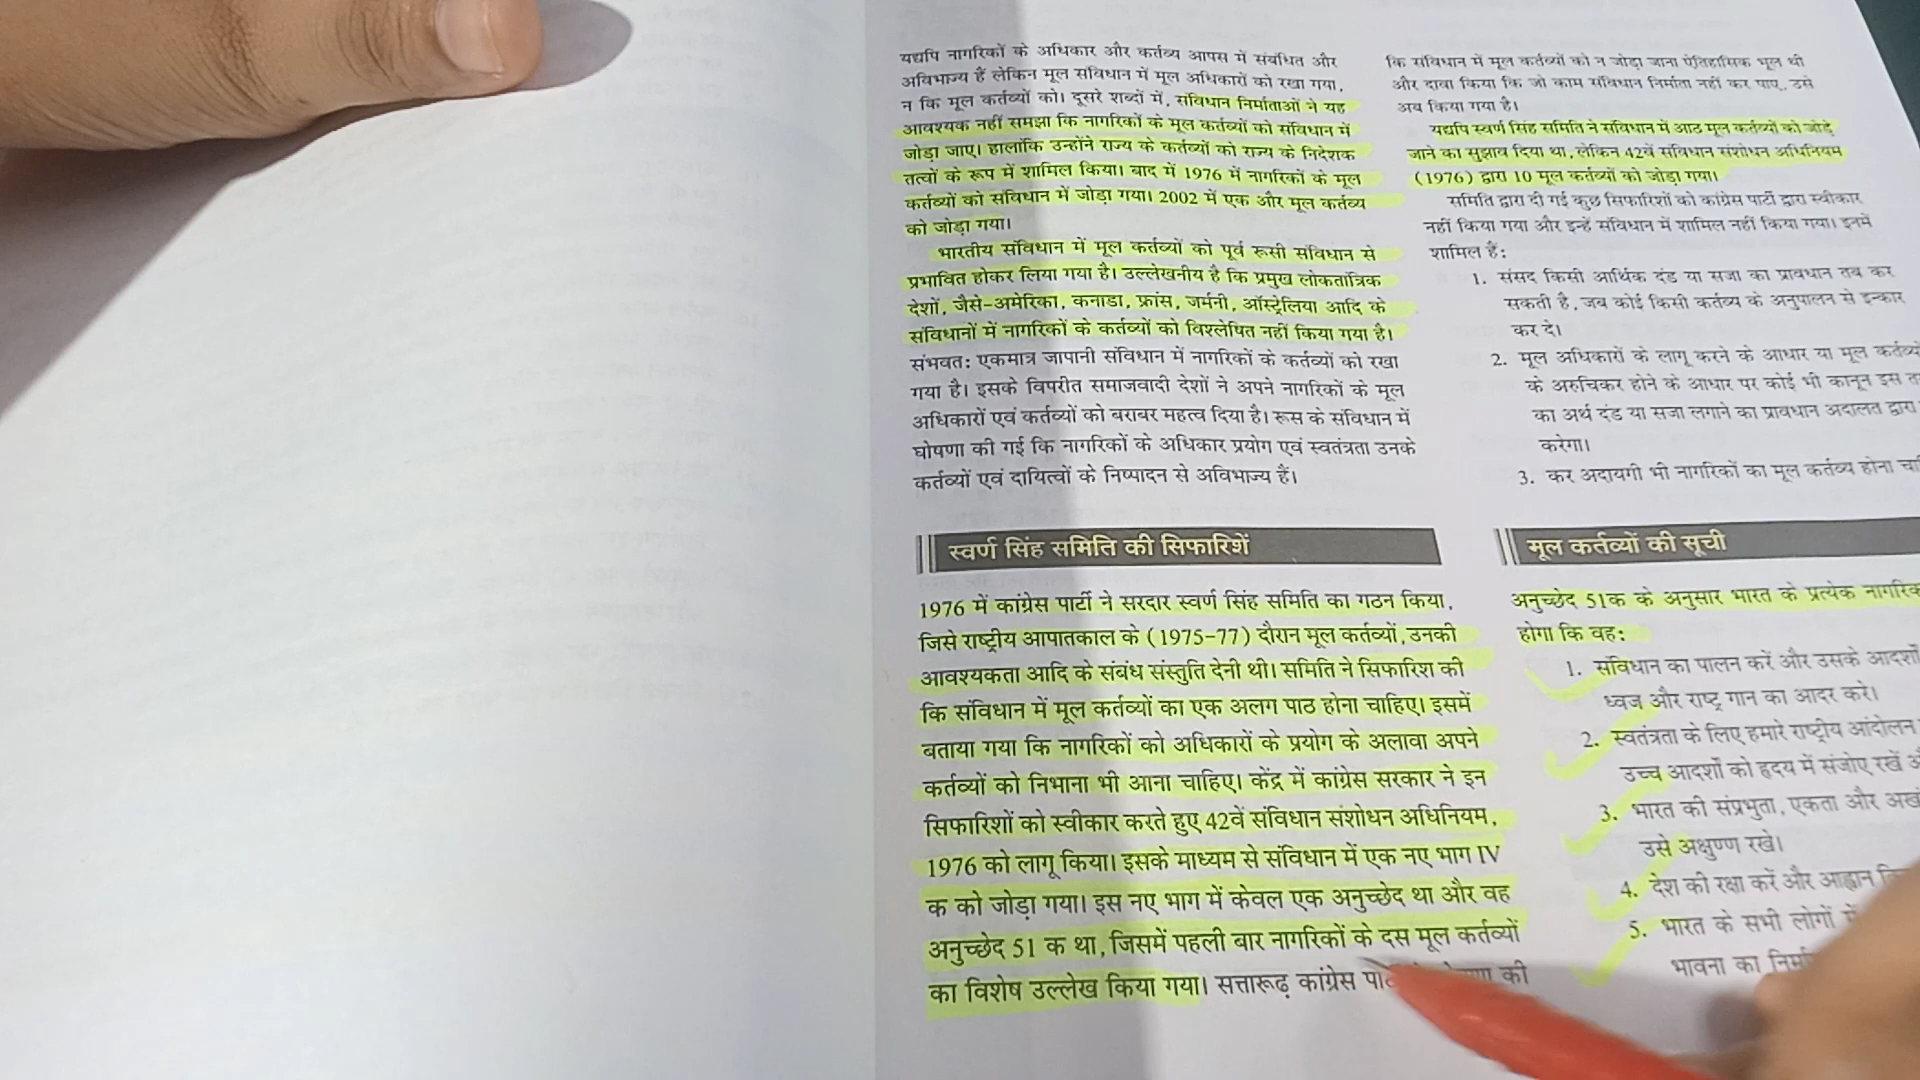 यद्यपि नागरिकों के अधिकार और कर्तव्य आपस में संबंधित और
अविभाज्य हैं लेकिन मूल संविधान में मूल अधिकारों को रखा गया,
न कि मूल कर्तव्यों को। दूसरे शब्दों में, संविधान निर्माताओं ने यह
आवश्यक नहीं समझा कि नागरिकों के मूल कर्तव्यों को संविधान में
जोड़ा जाए। हालांकि उन्होंने राज्य के कर्तव्यों को राज्य के निदेशक
तत्वों के रूप में शामिल किया। बाद में 1976 में नागरिकों के मूल
कर्तव्यों को संविधान में जोड़ा गया। 2002 में एक और मूल कर्तव्य
को जोड़ा गया।
भारतीय संविधान में मूल कर्तव्यों को पूर्व रूसी संविधान से
प्रभावित होकर लिया गया है। उल्लेखनीय है कि प्रमुख लोकतांत्रिक
देशों, जैसे-अमेरिका, कनाडा, फ्रांस, जर्मनी, ऑस्ट्रेलिया आदि के
संविधानों में नागरिकों के कर्तव्यों को विश्लेषित नहीं किया गया है।
संभवत: एकमात्र जापानी संविधान में नागरिकों के कर्तव्यों को रखा
गया है। इसके विपरीत समाजवादी देशों ने अपने नागरिकों के मूल
अधिकारों एवं कर्तव्यों को बराबर महत्व दिया है। रूस के संविधान में
घोषणा की गई कि नागरिकों के अधिकार प्रयोग एवं स्वतंत्रता उनके
कर्तव्यों एवं दायित्वों के निष्पादन से अविभाज्य हैं।
स्वर्ण सिंह समिति की सिफारिशें
1976 में कांग्रेस पार्टी ने सरदार स्वर्ण सिंह समिति का गठन किया,
जिसे राष्ट्रीय आपातकाल के (1975-77) दौरान मूल कर्तव्यों, उनकी
आवश्यकता आदि के संबंध संस्तुति देनी थी। समिति ने सिफारिश की
कि संविधान में मूल कर्तव्यों का एक अलग पाठ होना चाहिए। इसमें
बताया गया कि नागरिकों को अधिकारों के प्रयोग के अलावा अपने
कर्तव्यों को निभाना भी आना चाहिए। केंद्र में कांग्रेस सरकार ने इन
सिफारिशों को स्वीकार करते हुए 42वें संविधान संशोधन अधिनियम,
1976 को लागू किया। इसके माध्यम से संविधान में एक नए भाग IV
क को जोड़ा गया। इस नए भाग में केवल एक अनुच्छेद था और वह
अनुच्छेद 51 क था, जिसमें पहली बार नागरिकों के दस मूल कर्तव्यों
का विशेष उल्लेख किया गया। सत्तारूढ़ कांग्रेस की
कि संविधान में मूल कर्तव्यों को न जोड़ा जाना ऐतिहासिक भूल थी
और दावा किया कि जो काम संविधान निर्माता नहीं कर पाए, उसे
अब किया गया है।
यद्यपि स्वर्ण सिंह समिति ने संविधान में आठ मूल कर्तव्यों को जोड़े
जाने का सुझाव दिया था, लेकिन 42वें संविधान संशोधन अधिनियम
(1976) द्वारा 10 मूल कर्तव्यों को जोड़ा गया।
समिति द्वारा दी गई कुछ सिफारिशों को कांग्रेस पार्टी द्वारा स्वीकार
नहीं किया गया और इन्हें संविधान में शामिल नहीं किया गया। इनमें
शामिल हैं:
1. संसद किसी आर्थिक दंड या सजा का प्रावधान तब कर
सकती है, जब कोई किसी कर्तव्य के अनुपालन से इन्कार
कर दे।
2. मूल अधिकारों के लागू करने के आधार या मूल
के अरुचिकर होने के आधार पर कोई भी कानून इस
का अर्थ दंड या सजा लगाने का प्रावधान अदालत द्वारा
करेगा।
3. कर अदायगी भी नागरिकों का मूल कर्तव्य होना
मूल कर्तव्यों की सूची
अनुच्छेद 51क के अनुसार भारत के प्रत्येक नागरिक
होगा कि वह:
1. संविधान का पालन करें और उसके आदर्शों
ध्वज और राष्ट्र गान का आदर करे।
2. स्वतंत्रता के लिए हमारे राष्ट्रीय आंदोलन
उच्च आदर्शों को हृदय में संजोए रखें
3. भारत की संप्रभुता, एकता और
उसे अक्षुण्ण रखे।
4. देश की रक्षा करें और आह्वान
5. भारत के सभी लोगों में
भावना का